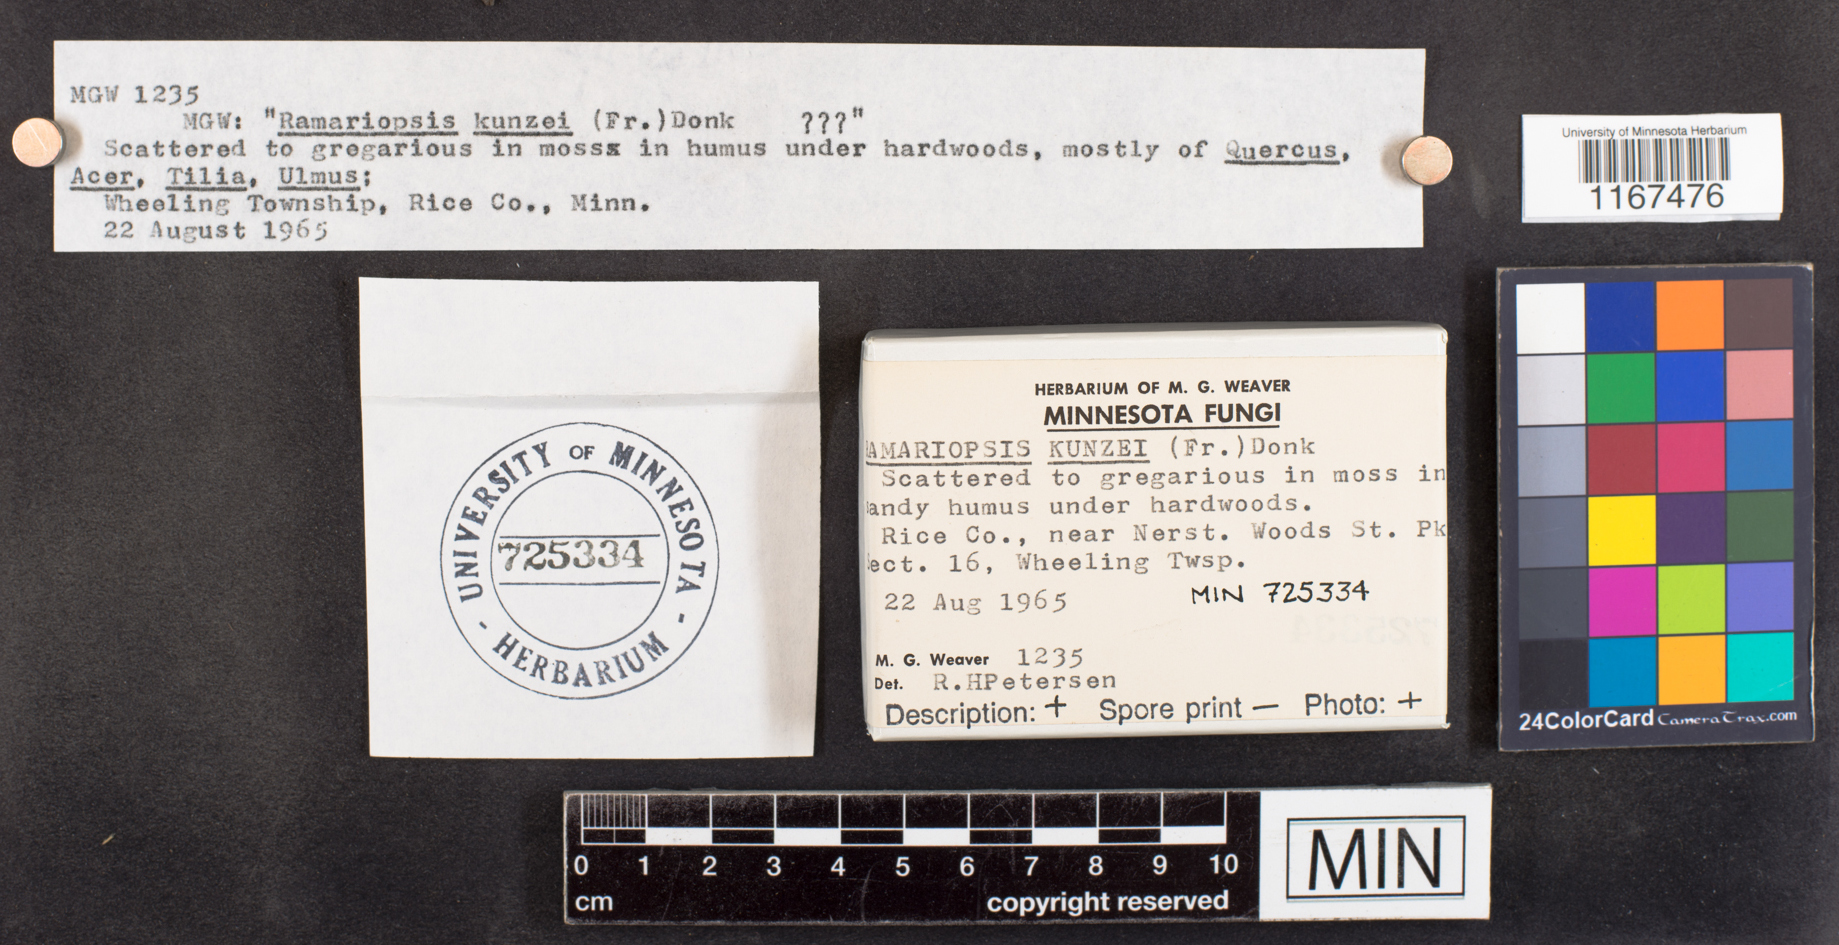 MGW 1235
MGW: "Ramariopsis kunzei (Fr.)Donk ???"
Scattered to gregarious in mossx in humus under hardwoods, mostly of Quercus,
Acer, Tilia, Ulmus;
Wheeling Township, Rice Co., Minn.
22 August 1965
University of Minnesota Herbarium
1167476
UNIVERSITY OF MINNESOTA
725334
- HERBARIUM -
HERBARIUM OF M. G. WEAVER
MINNESOTA FUNGI
AMARIOPSIS KUNZEI (Fr.)Donk
Scattered to gregarious in moss in
andy humus under hardwoods.
Rice Co., near Nerst. Woods St. Pk
ect. 16, Wheeling Twsp.
22 Aug 1965
MIN 725334
M. G. Weaver 1235
Det. R.HPetersen
Description: + Spore print — Photo: +
24ColorCard CameraTrax.com
0 1 2 3 4 5 6 7 8 9 10
cm copyright reserved
MIN